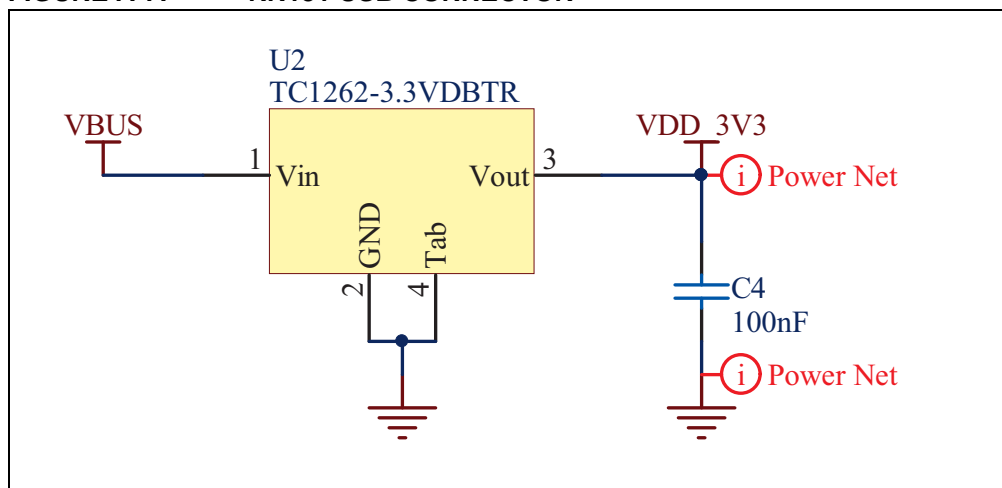 U2
TC1262-3.3VDBTR
VBUS
VDD_3V3
1
Vin
Vout
3
i Power Net
GND
Tab
2
4
C4
100nF
i Power Net